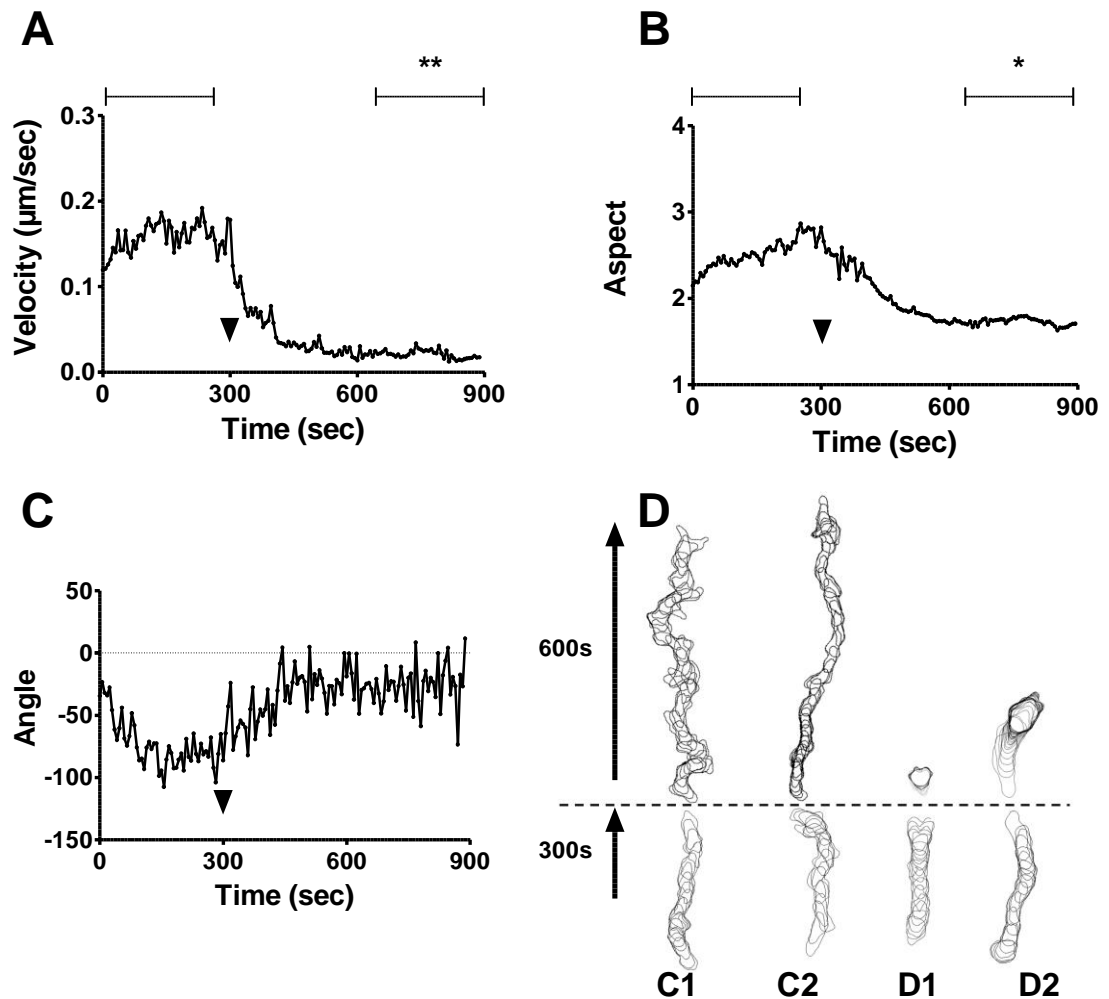 A
**
Velocity (µm/sec)
0.3
0.2
0.1
0.0
0 300 600 900
Time (sec)
B
*
Aspect
4
3
2
1
0 300 600 900
Time (sec)
C
Angle
50
0
-50
-100
-150
0 300 600 900
Time (sec)
D
600s
300s
C1 C2 D1 D2